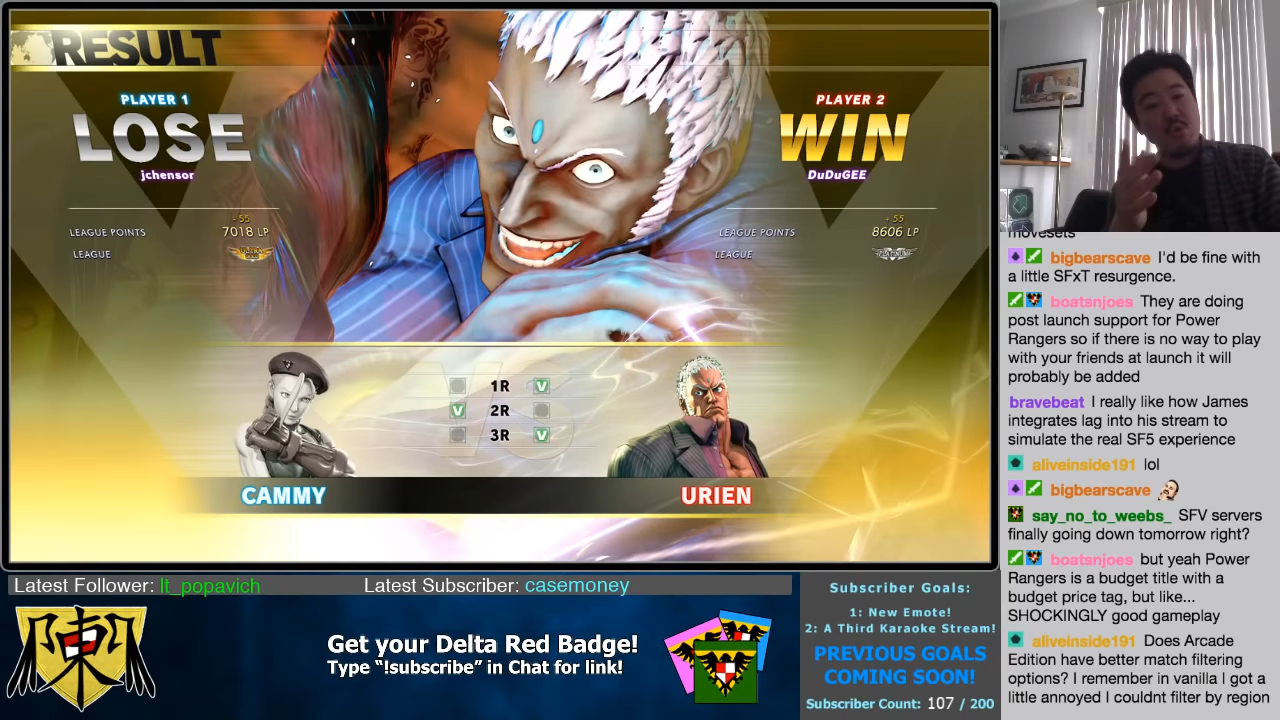 RESULT
PLAYER 1
LOSE
jchensor
- 55
LEAGUE POINTS 7018 LP
LEAGUE
PLAYER 2
WIN
DuDuGEE
+ 55
LEAGUE POINTS 8606 LP
LEAGUE
1R V
V 2R
3R V
CAMMY
URIEN
movesets
bigbearscave I'd be fine with
a little SFxT resurgence.
boatsnjoes They are doing
post launch support for Power
Rangers so if there is no way to play
with your friends at launch it will
probably be added
bravebeat I really like how James
integrates lag into his stream to
simulate the real SF5 experience
aliveinside191 lol
bigbearscave
say_no_to_weebs_ SFV servers
finally going down tomorrow right?
boatsnjoes but yeah Power
Rangers is a budget title with a
budget price tag, but like...
SHOCKINGLY good gameplay
aliveinside191 Does Arcade
Edition have better match filtering
options? I remember in vanilla I got a
little annoyed I couldnt filter by region
Latest Follower: lt_popavich
Latest Subscriber: casemoney
Get your Delta Red Badge!
Type "!subscribe" in Chat for link!
Subscriber Goals:
1: New Emote!
2: A Third Karaoke Stream!
PREVIOUS GOALS
COMING SOON!
Subscriber Count: 107 / 200